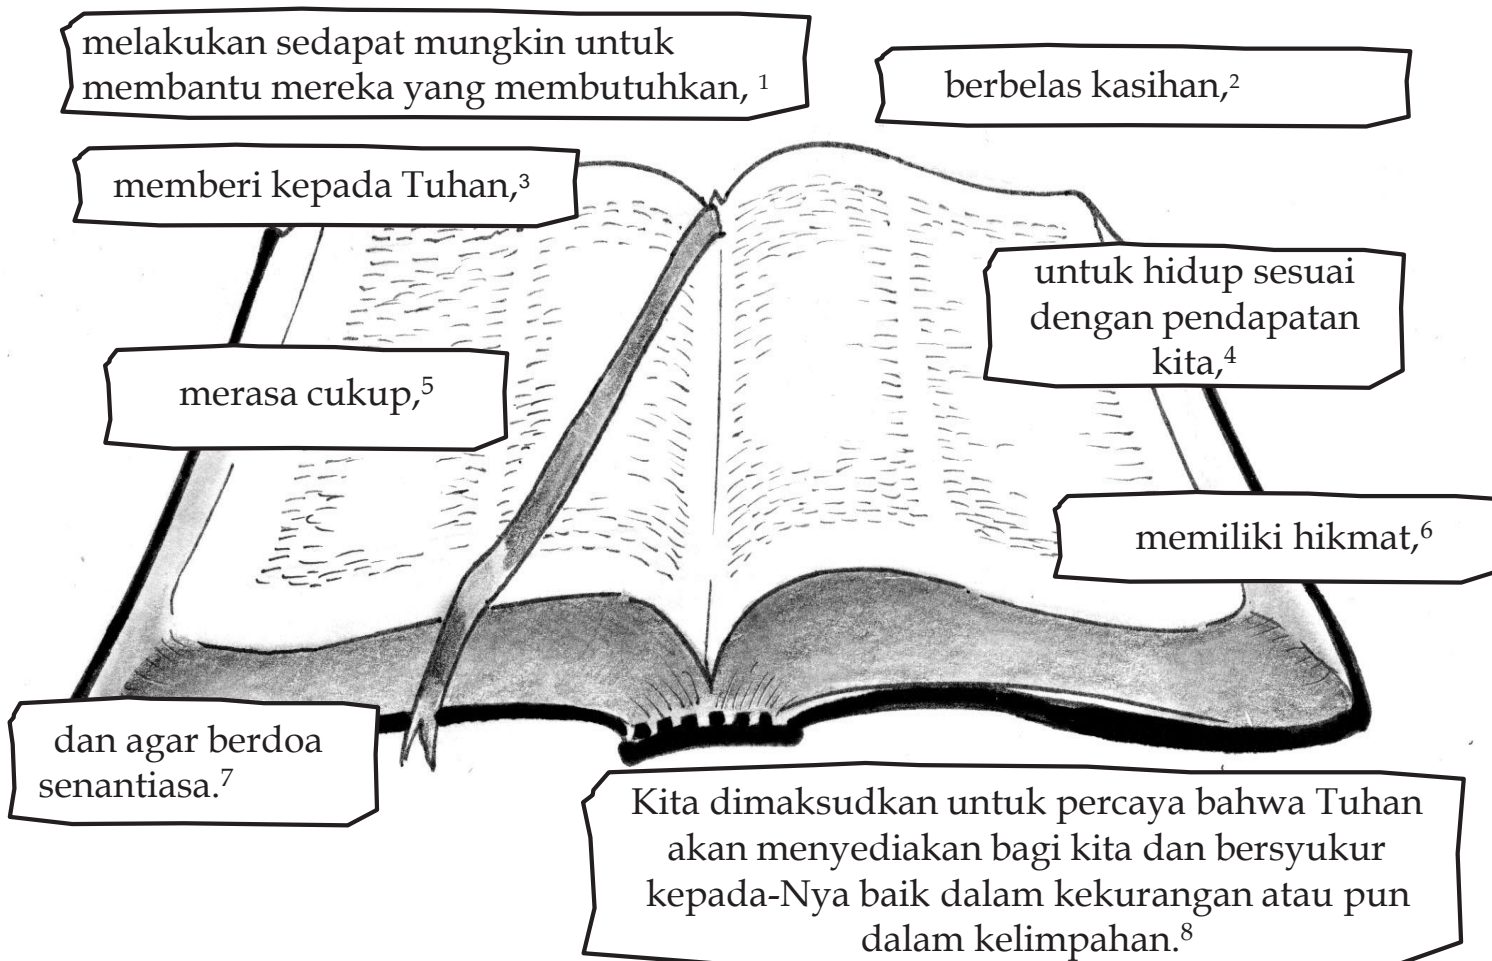 melakukan sedapat mungkin untuk
membantu mereka yang membutuhkan, 1
berbelas kasihan,2
memberi kepada Tuhan,3
untuk hidup sesuai
dengan pendapatan
kita,4
merasa cukup,5
memiliki hikmat,6
dan agar berdoa
senantiasa.7
Kita dimaksudkan untuk percaya bahwa Tuhan
akan menyediakan bagi kita dan bersyukur
kepada-Nya baik dalam kekurangan atau pun
dalam kelimpahan.8